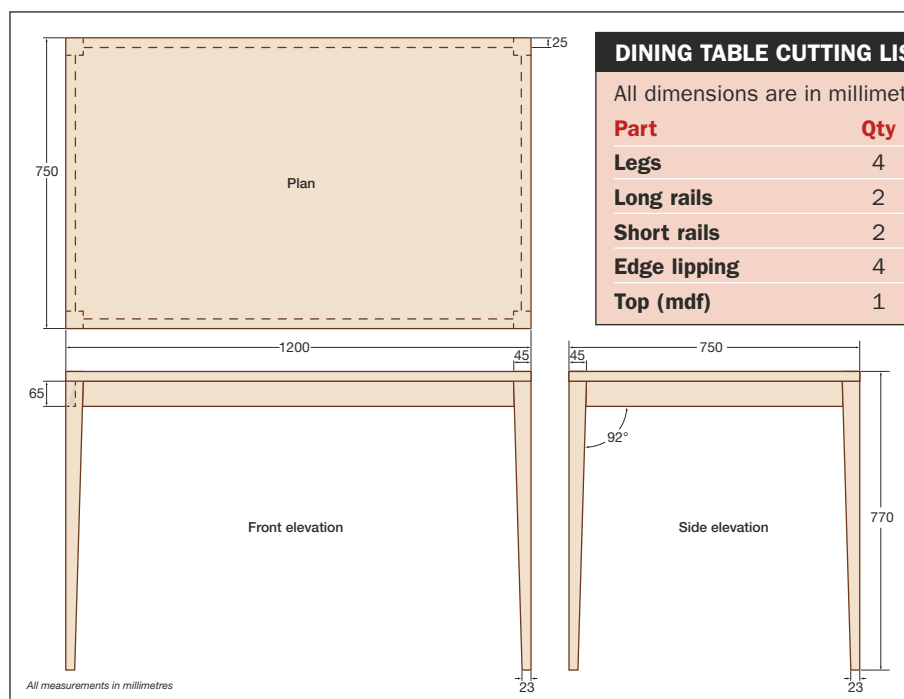 25
DINING TABLE CUTTING LIS
All dimensions are in millimet
Part Qty
Legs 4
Long rails 2
Short rails 2
Edge lipping 4
Top (mdf) 1
750
Plan
1200
45
45
750
65
92°
Front elevation
Side elevation
770
All measurements in millimetres
23
23